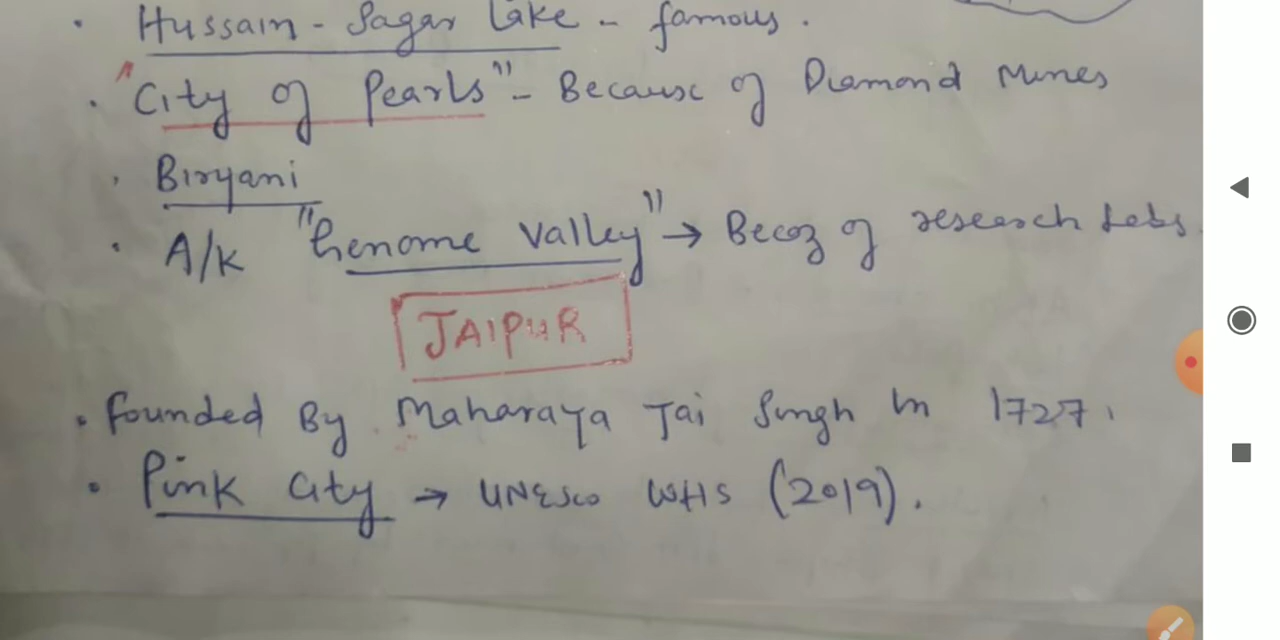 · Hussain - Sagar Lake - famous.
· "City of Pearls" - Because of Diamond Mines
· Biryani
· A/K "Genome Valley" → Becoz of research Labs
JAIPUR
· Founded By Maharaya Jai Singh in 1727.
· Pink City → UNESCO WHS (2019).